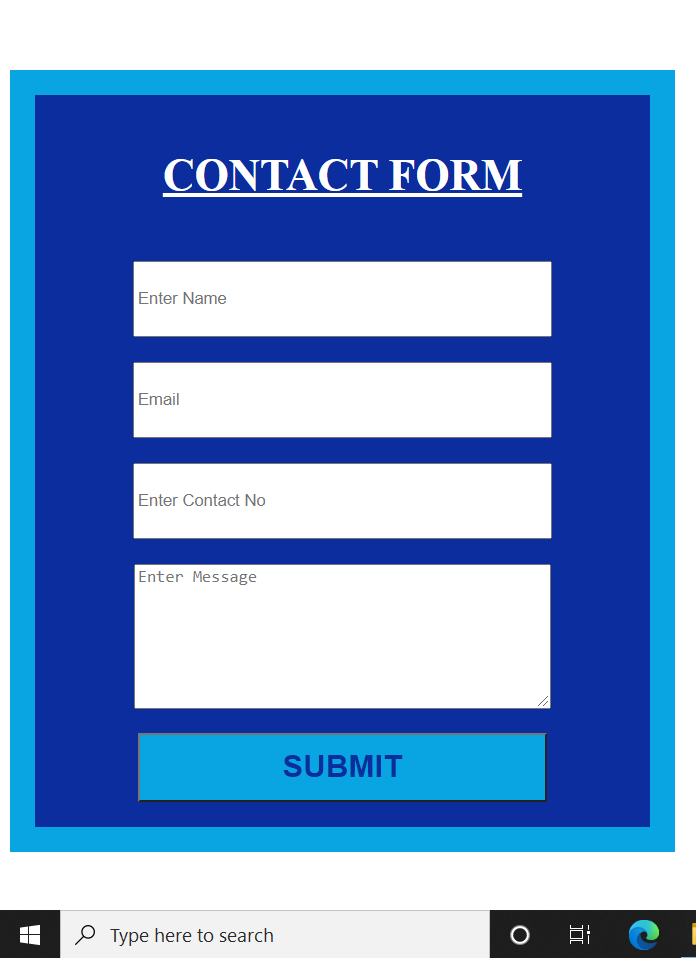 CONTACT FORM
Enter Name
Email
Enter Contact No
Enter Message
SUBMIT
Type here to search